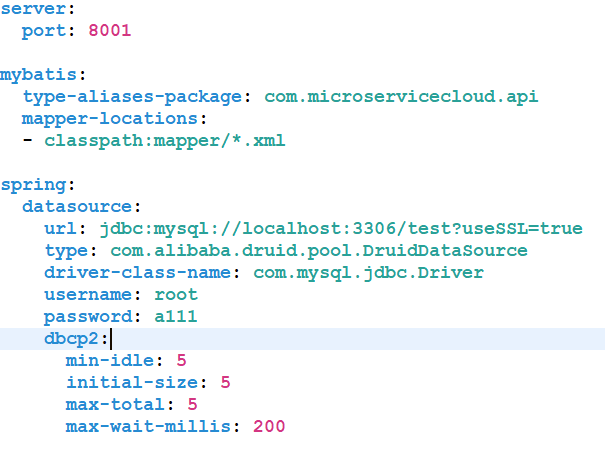 server:
  port: 8001

mybatis:
  type-aliases-package: com.microservicecloud.api
  mapper-locations:
  - classpath:mapper/*.xml

spring:
  datasource:
    url: jdbc:mysql://localhost:3306/test?useSSL=true
    type: com.alibaba.druid.pool.DruidDataSource
    driver-class-name: com.mysql.jdbc.Driver
    username: root
    password: a111
    dbcp2:
      min-idle: 5
      initial-size: 5
      max-total: 5
      max-wait-millis: 200